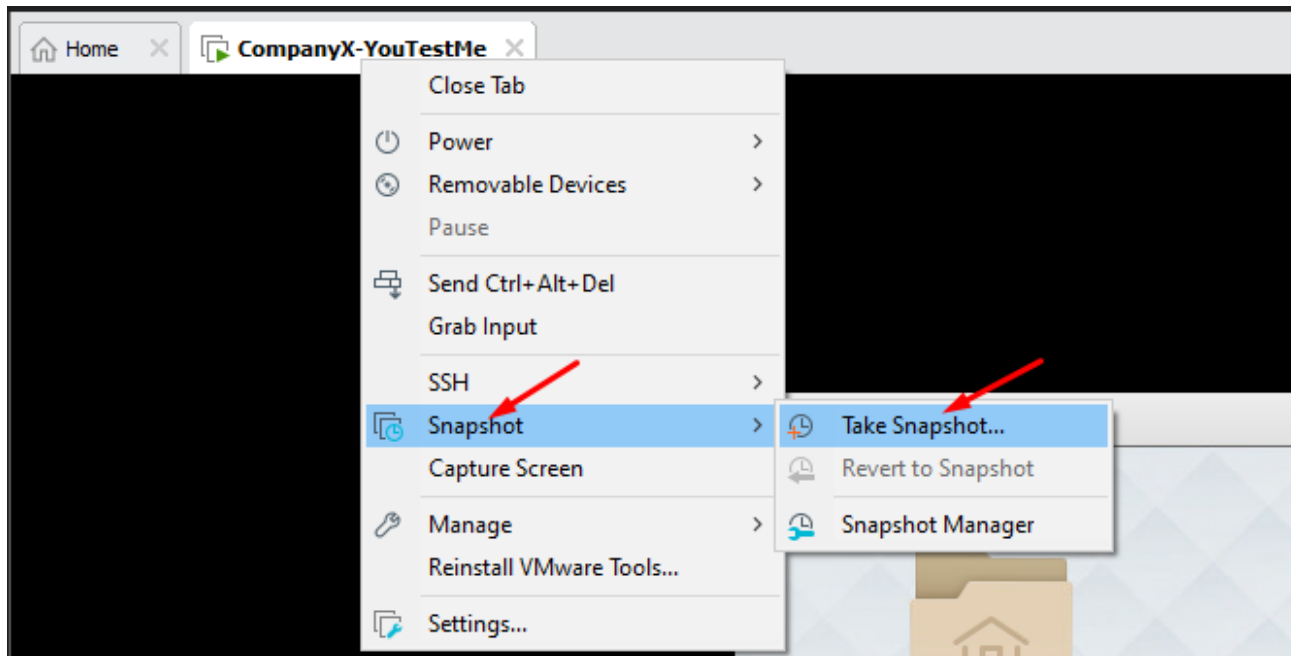 Home
CompanyX-YouTestMe
Close Tab
Power
Removable Devices
Pause
Send Ctrl+Alt+Del
Grab Input
SSH
Snapshot
Take Snapshot...
Capture Screen
Revert to Snapshot
Manage
Snapshot Manager
Reinstall VMware Tools...
Settings...